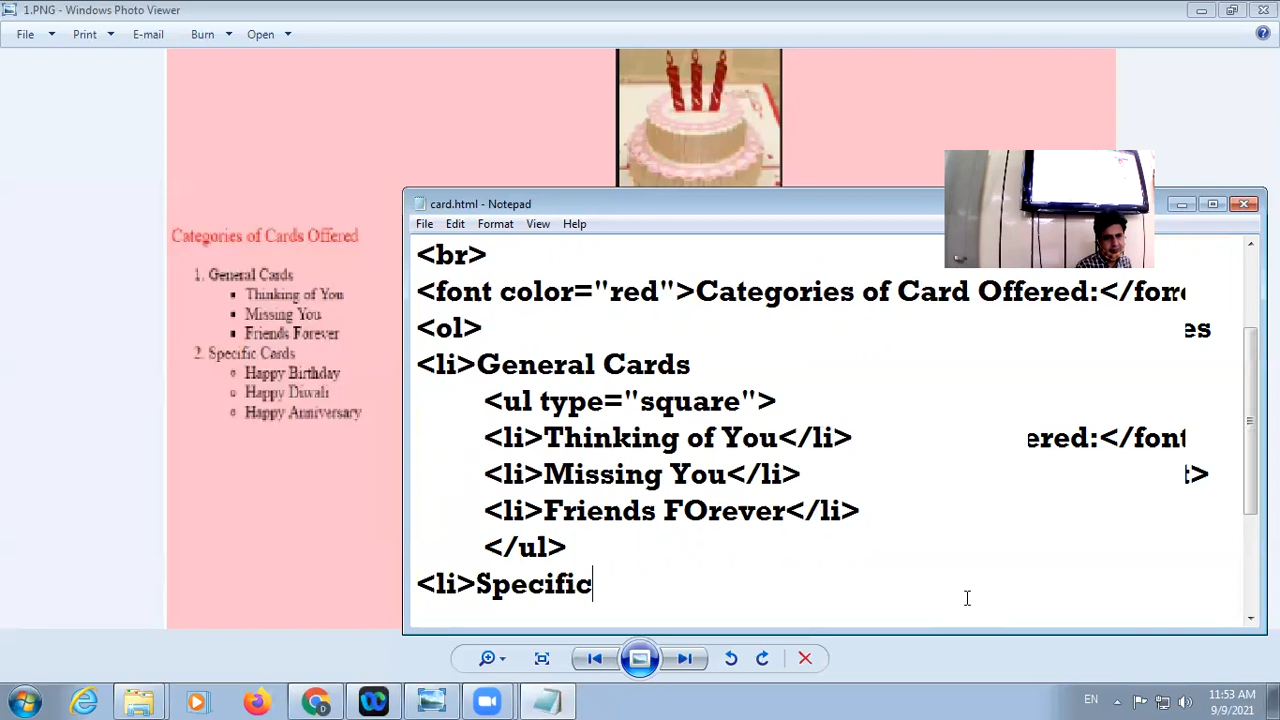 1.PNG - Windows Photo Viewer
File Print E-mail Burn Open
Categories of Cards Offered
1. General Cards
Thinking of You
Missing You
Friends Forever
2. Specific Cards
Happy Birthday
Happy Diwali
Happy Anniversary
card.html - Notepad
File Edit Format View Help
<br>
<font color="red">Categories of Card Offered:</for
<ol>
es
<li>General Cards
<ul type="square">
<li>Thinking of You</li>
ered:</font
<li>Missing You</li>
t>
<li>Friends FOrever</li>
</ul>
<li>Specific
EN
11:53 AM
9/9/2021